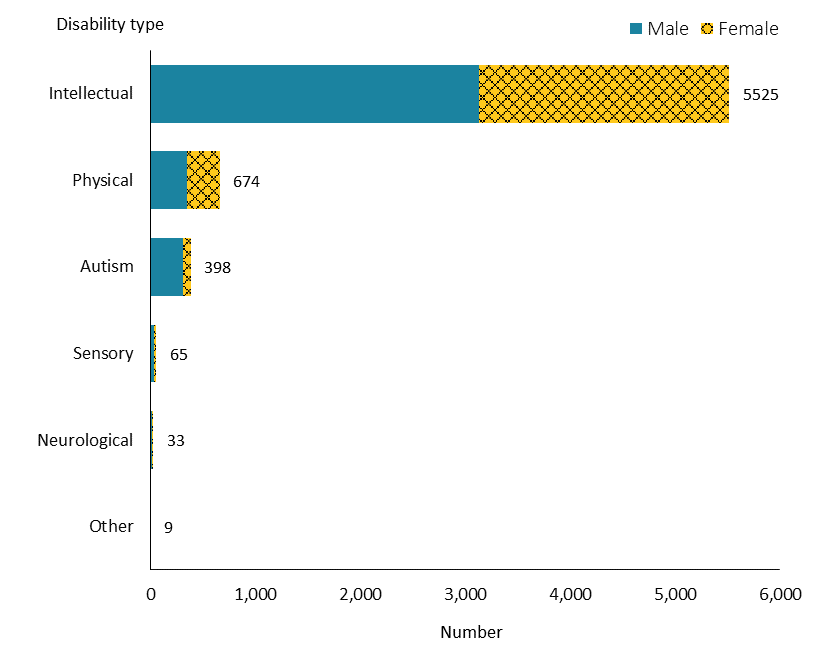 Disability type
Male Female
Intellectual 5525
Physical 674
Autism 398
Sensory 65
Neurological 33
Other 9
0 1,000 2,000 3,000 4,000 5,000 6,000
Number